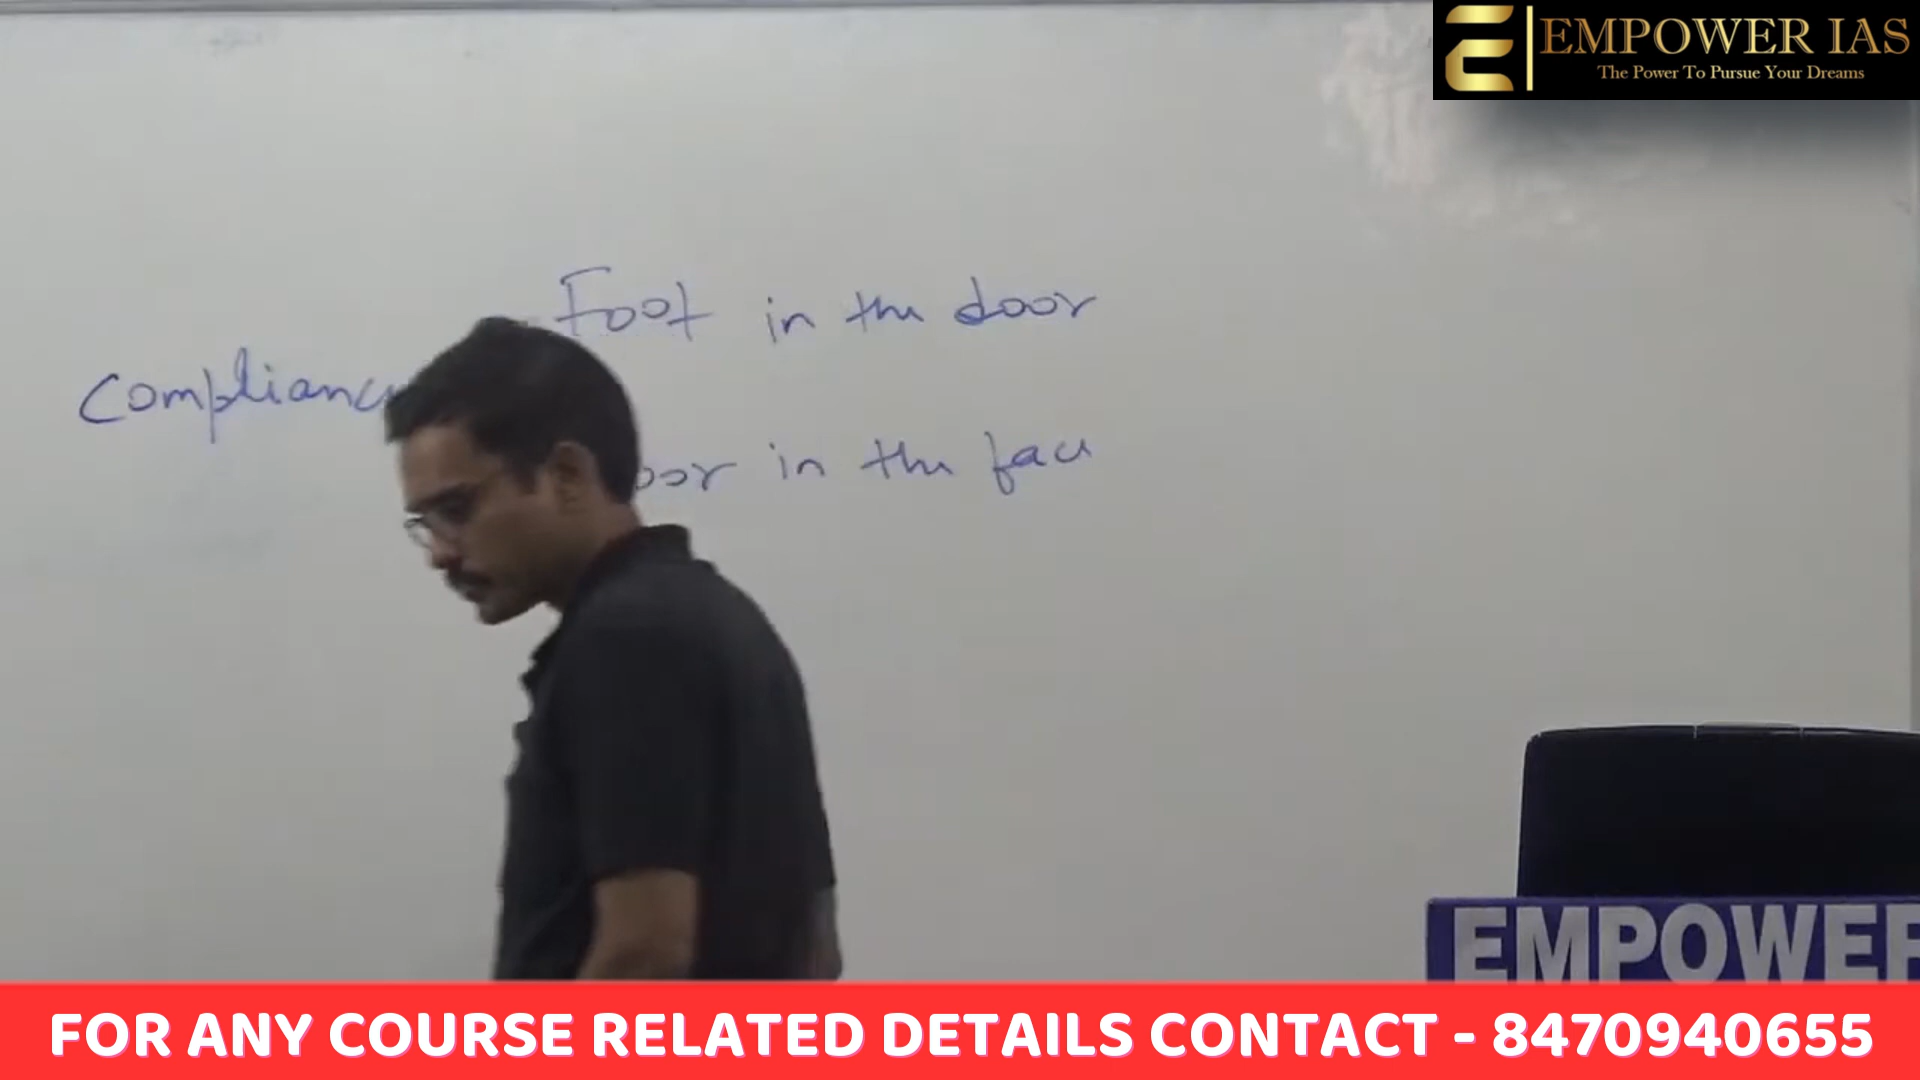 EMPOWER IAS
The Power To Pursue Your Dreams
Foot in the door
Complianc
oor in the face
EMPOWER
FOR ANY COURSE RELATED DETAILS CONTACT - 8470940655